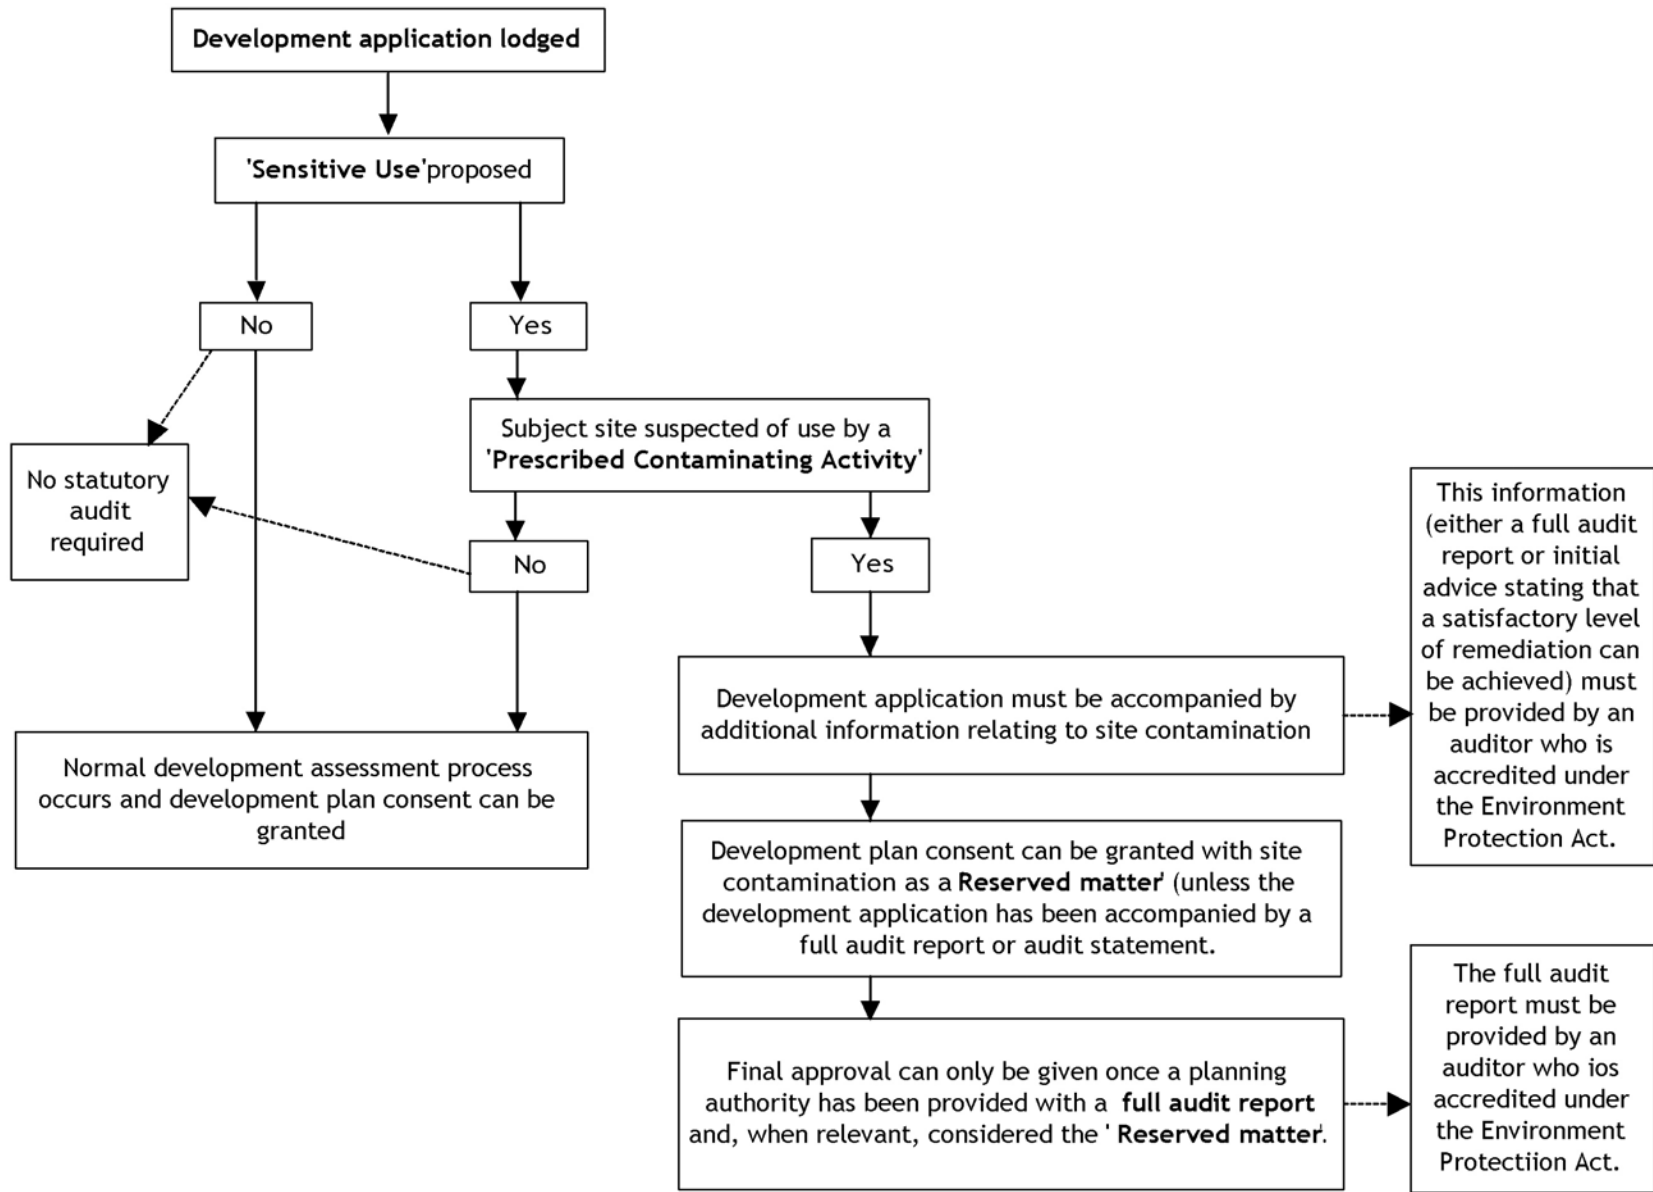 Development application lodged
'Sensitive Use' proposed
No
Yes
Subject site suspected of use by a
'Prescribed Contaminating Activity'
No statutory
audit
required
No
Yes
Normal development assessment process
occurs and development plan consent can be
granted
Development application must be accompanied by
additional information relating to site contamination
This information
(either a full audit
report or initial
advice stating that
a satisfactory level
of remediation can
be achieved) must
be provided by an
auditor who is
accredited under
the Environment
Protection Act.
Development plan consent can be granted with site
contamination as a Reserved matter' (unless the
development application has been accompanied by a
full audit report or audit statement.
Final approval can only be given once a planning
authority has been provided with a full audit report
and, when relevant, considered the ' Reserved matter'.
The full audit
report must be
provided by an
auditor who ios
accredited under
the Environment
Protectiion Act.